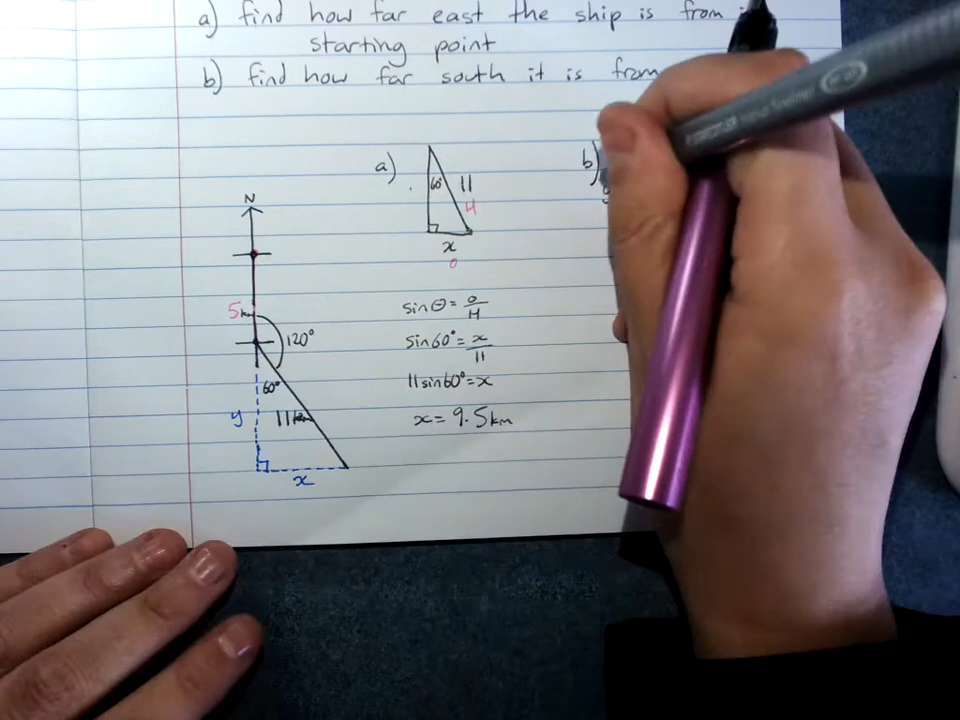 a) find how far east the ship is from
starting point
b) find how far south it is from
a)
60°
11
H
x
O
b)
N
5km
120°
60°
11km
y
x
sinθ = O/H
sin60° = x/11
11sin60° = x
x = 9.5km